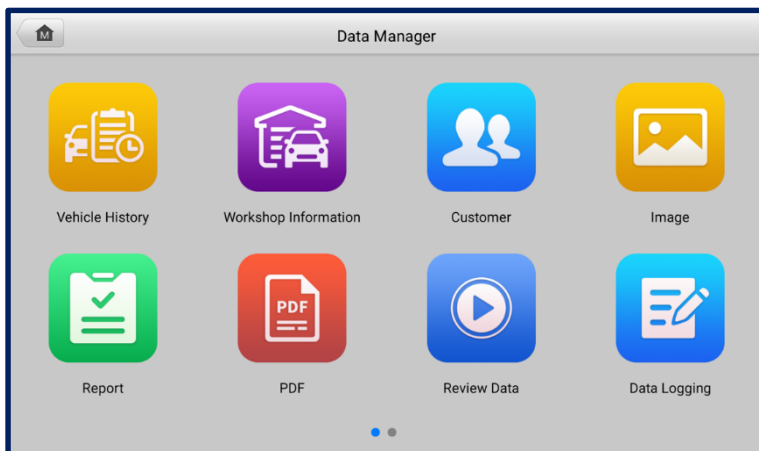 M
Data Manager
Vehicle History
Workshop Information
Customer
Image
PDF
Report
PDF
Review Data
Data Logging